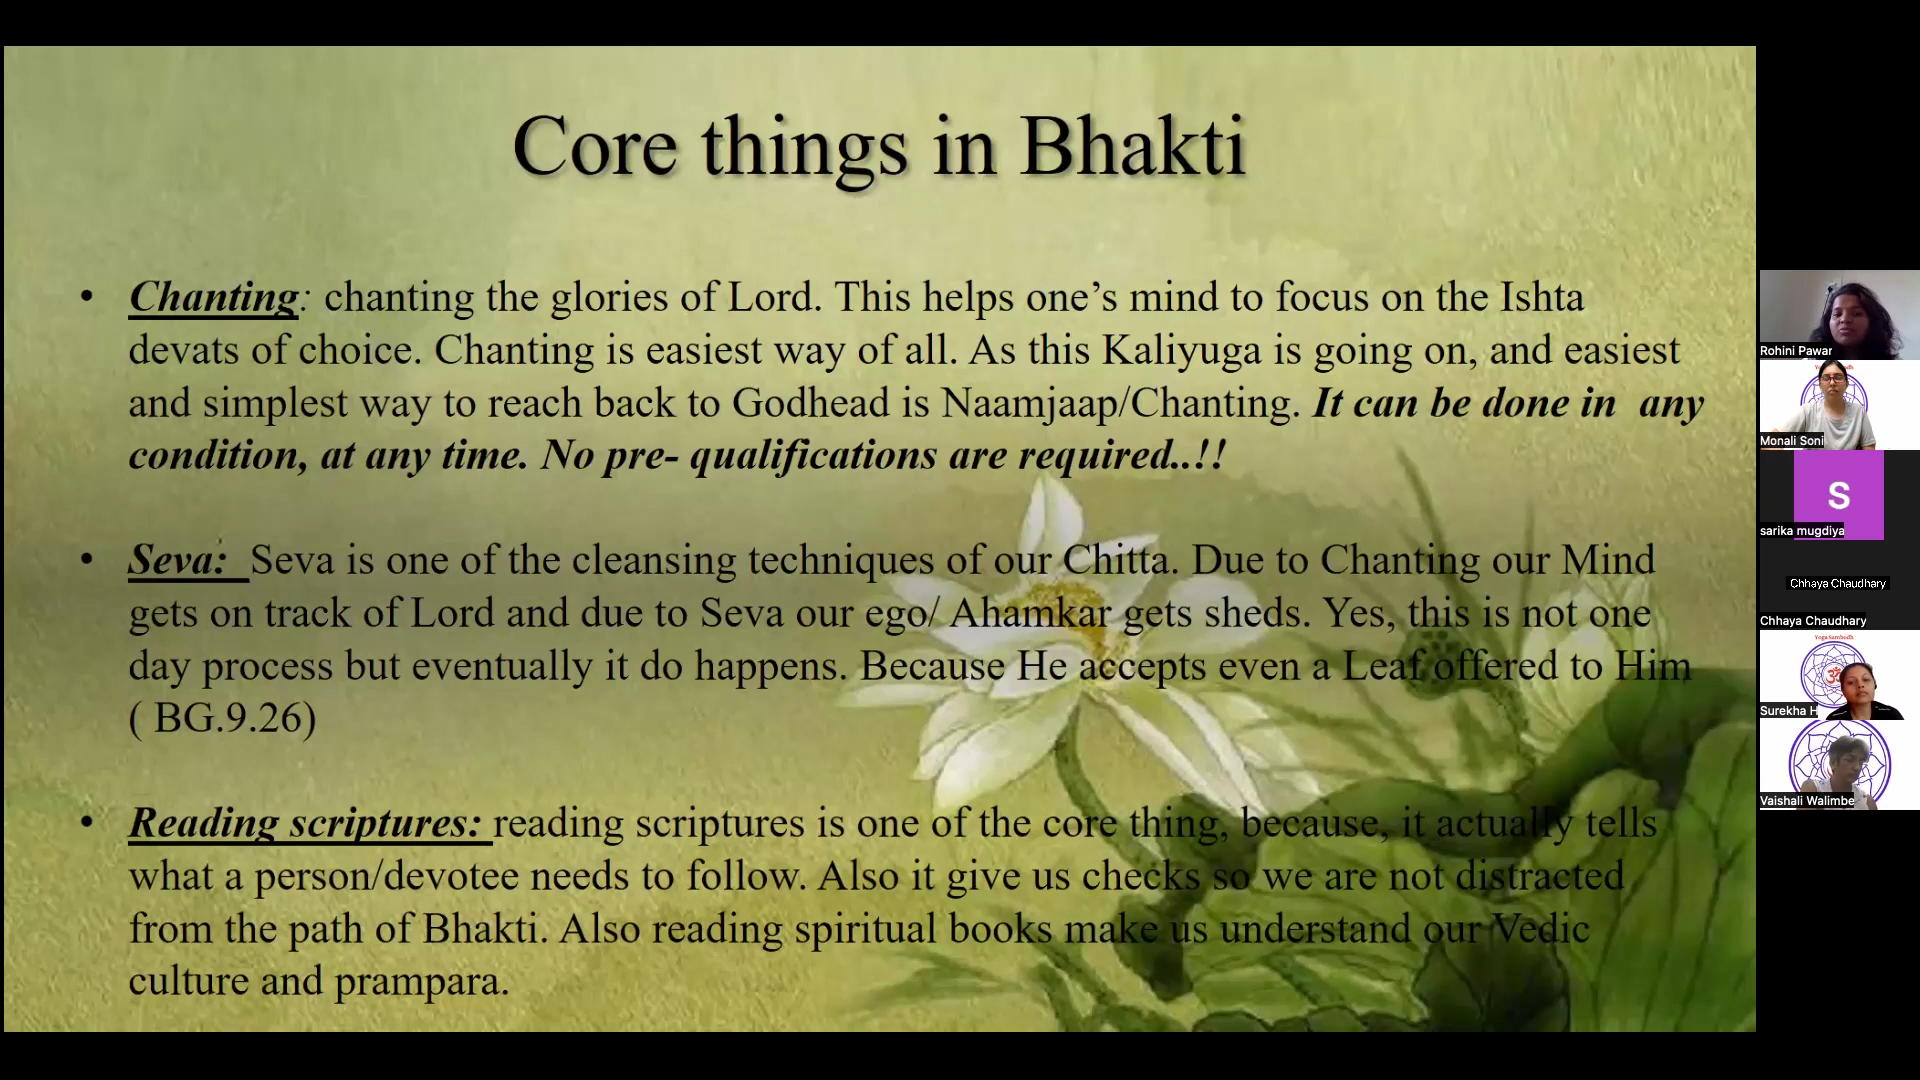 Core things in Bhakti
• Chanting: chanting the glories of Lord. This helps one’s mind to focus on the Ishta
devats of choice. Chanting is easiest way of all. As this Kaliyuga is going on, and easiest
and simplest way to reach back to Godhead is Naamjaap/Chanting. It can be done in any
condition, at any time. No pre- qualifications are required..!!
• Seva: Seva is one of the cleansing techniques of our Chitta. Due to Chanting our Mind
gets on track of Lord and due to Seva our ego/ Ahamkar gets sheds. Yes, this is not one
day process but eventually it do happens. Because He accepts even a Leaf offered to Him
( BG.9.26)
• Reading scriptures: reading scriptures is one of the core thing, because, it actually tells
what a person/devotee needs to follow. Also it give us checks so we are not distracted
from the path of Bhakti. Also reading spiritual books make us understand our Vedic
culture and prampara.
Rohini Pawar
Monali Soni
S
sarika mugdiya
Chhaya Chaudhary
Chhaya Chaudhary
Yoga Sambodh
ॐ
Surekha H
Vaishali Walimbe